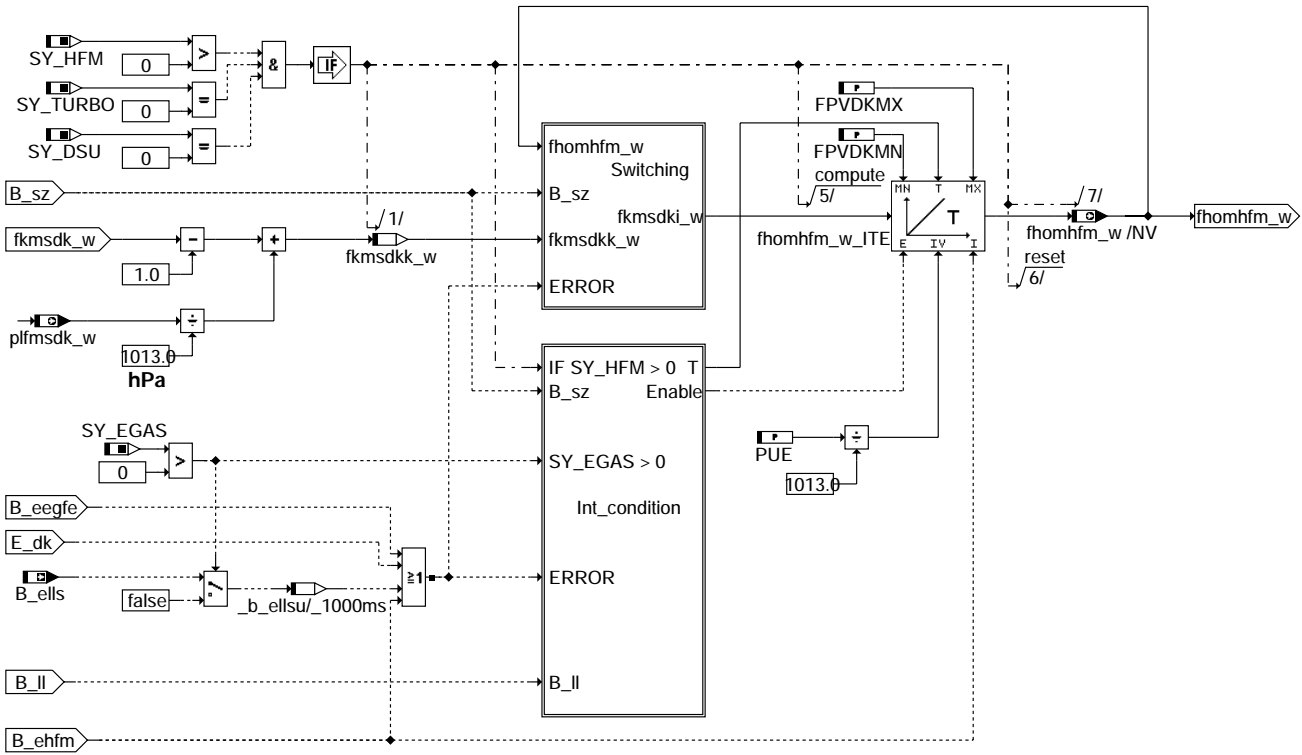 SY_HFM
>
0
&
IF
SY_TURBO
=
0
SY_DSU
=
0
FPVDKMX
FPVDKMN
compute
5/
fhomhfm_w
Switching
B_sz
B_sz
fkmsdki_w
fkmsdkk_w
ERROR
MN T MX
T
E IV I
fhomhfm_w_ITE
7/
fhomhfm_w /NV
fhomhfm_w
reset
6/
fkmsdk_w
-
+
1.0
1/
fkmsdkk_w
plfmsdk_w
÷
1013.0
hPa
IF SY_HFM > 0 T
B_sz Enable
SY_EGAS
>
0
SY_EGAS > 0
PUE
÷
1013.0
Int_condition
B_eegfe
E_dk
B_ells
false
_b_ellsu/_1000ms
≥1
ERROR
B_ll
B_ll
B_ehfm